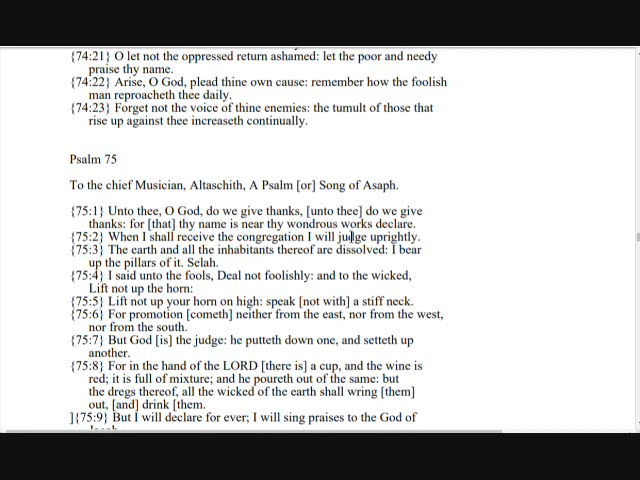 {74:21} O let not the oppressed return ashamed: let the poor and needy
praise thy name.
{74:22} Arise, O God, plead thine own cause: remember how the foolish
man reproacheth thee daily.
{74:23} Forget not the voice of thine enemies: the tumult of those that
rise up against thee increaseth continually.
Psalm 75
To the chief Musician, Altaschith, A Psalm [or] Song of Asaph.
{75:1} Unto thee, O God, do we give thanks, [unto thee] do we give
thanks: for [that] thy name is near thy wondrous works declare.
{75:2} When I shall receive the congregation I will judge uprightly.
{75:3} The earth and all the inhabitants thereof are dissolved: I bear
up the pillars of it. Selah.
{75:4} I said unto the fools, Deal not foolishly: and to the wicked,
Lift not up the horn:
{75:5} Lift not up your horn on high: speak [not with] a stiff neck.
{75:6} For promotion [cometh] neither from the east, nor from the west,
nor from the south.
{75:7} But God [is] the judge: he putteth down one, and setteth up
another.
{75:8} For in the hand of the LORD [there is] a cup, and the wine is
red; it is full of mixture; and he poureth out of the same: but
the dregs thereof, all the wicked of the earth shall wring [them]
out, [and] drink [them.
]{75:9} But I will declare for ever; I will sing praises to the God of